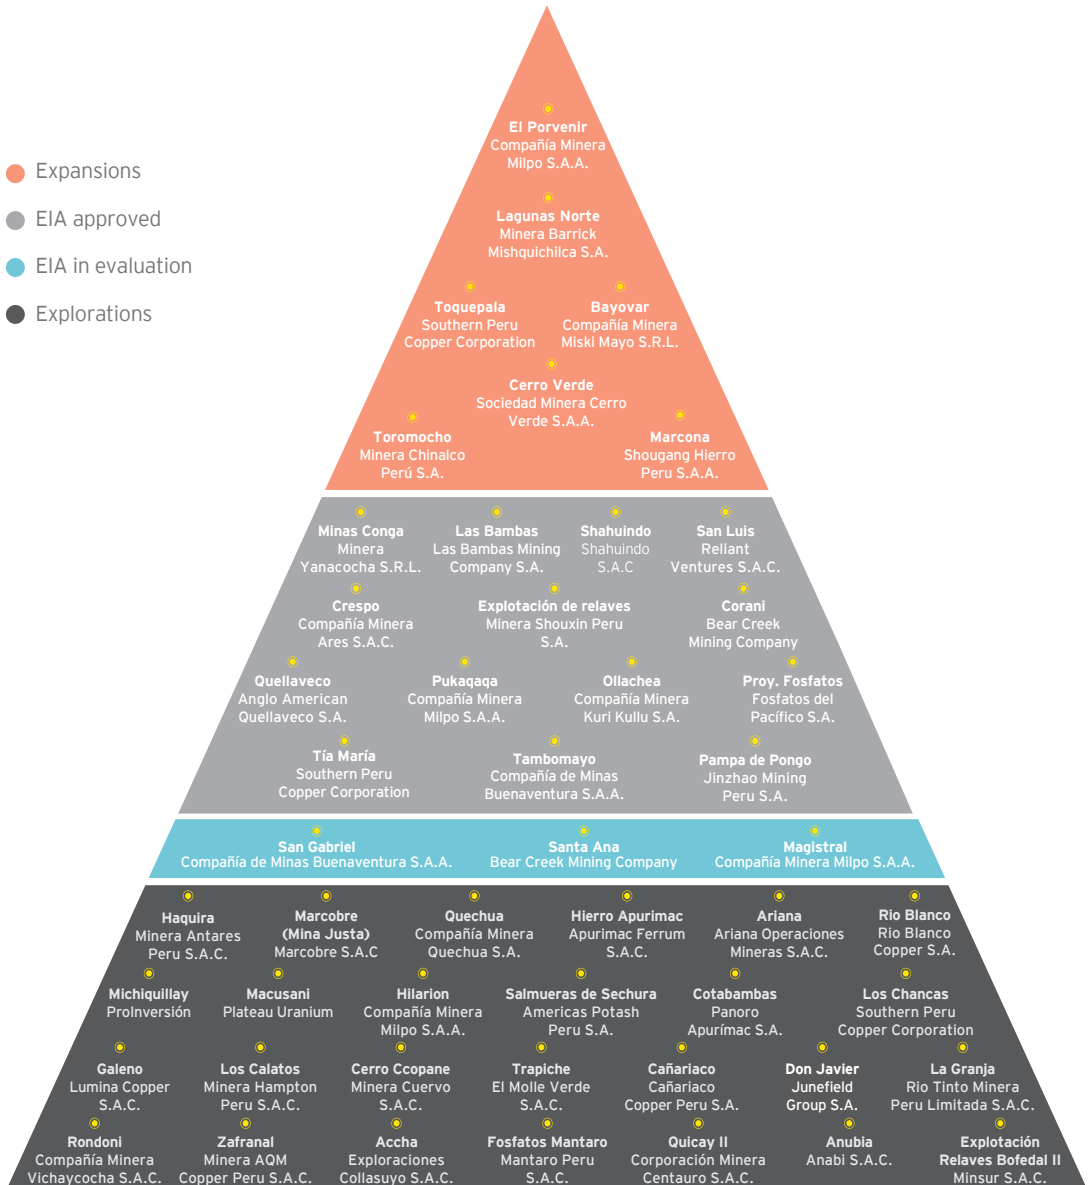 Expansions
EIA approved
EIA in evaluation
Explorations
El Porvenir
Compañía Minera
Milpo S.A.A.
Lagunas Norte
Minera Barrick
Mishquichilca S.A.
Toquepala
Southern Peru
Copper Corporation
Bayovar
Compañía Minera
Miski Mayo S.R.L.
Cerro Verde
Sociedad Minera Cerro
Verde S.A.A.
Toromocho
Minera Chinalco
Perú S.A.
Marcona
Shougang Hierro
Peru S.A.A.
Minas Conga
Minera
Yanacocha S.R.L.
Las Bambas
Las Bambas Mining
Company S.A.
Shahuindo
Shahuindo
S.A.C
San Luis
Reliant
Ventures S.A.C.
Crespo
Compañía Minera
Ares S.A.C.
Explotación de relaves
Minera Shouxin Peru
S.A.
Corani
Bear Creek
Mining Company
Quellaveco
Anglo American
Quellaveco S.A.
Pukaqaqa
Compañía Minera
Milpo S.A.A.
Ollachea
Compañía Minera
Kuri Kullu S.A.
Proy. Fosfatos
Fosfatos del
Pacífico S.A.
Tía María
Southern Peru
Copper Corporation
Tambomayo
Compañía de Minas
Buenaventura S.A.A.
Pampa de Pongo
Jinzhao Mining
Peru S.A.
San Gabriel
Compañía de Minas Buenaventura S.A.A.
Santa Ana
Bear Creek Mining Company
Magistral
Compañía Minera Milpo S.A.A.
Haquira
Minera Antares
Peru S.A.C.
Marcobre
(Mina Justa)
Marcobre S.A.C
Quechua
Compañía Minera
Quechua S.A.
Hierro Apurimac
Apurimac Ferrum
S.A.C.
Ariana
Ariana Operaciones
Mineras S.A.C.
Rio Blanco
Rio Blanco
Copper S.A.
Michiquillay
ProInversión
Macusani
Plateau Uranium
Hilarion
Compañía Minera
Milpo S.A.A.
Salmueras de Sechura
Americas Potash
Peru S.A.
Cotabambas
Panoro
Apurímac S.A.
Los Chancas
Southern Peru
Copper Corporation
Galeno
Lumina Copper
S.A.C.
Los Calatos
Minera Hampton
Peru S.A.C.
Cerro Ccopane
Minera Cuervo
S.A.C.
Trapiche
El Molle Verde
S.A.C.
Cañariaco
Cañariaco
Copper Peru S.A.
Don Javier
Junefield
Group S.A.
La Granja
Rio Tinto Minera
Peru Limitada S.A.C.
Rondoni
Compañía Minera
Vichaycocha S.A.C.
Zafranal
Minera AQM
Copper Peru S.A.C.
Accha
Exploraciones
Collasuyo S.A.C.
Fosfatos Mantaro
Mantaro Peru
S.A.C.
Quicay II
Corporación Minera
Centauro S.A.C.
Anubia
Anabi S.A.C.
Explotación
Relaves Bofedal II
Minsur S.A.C.